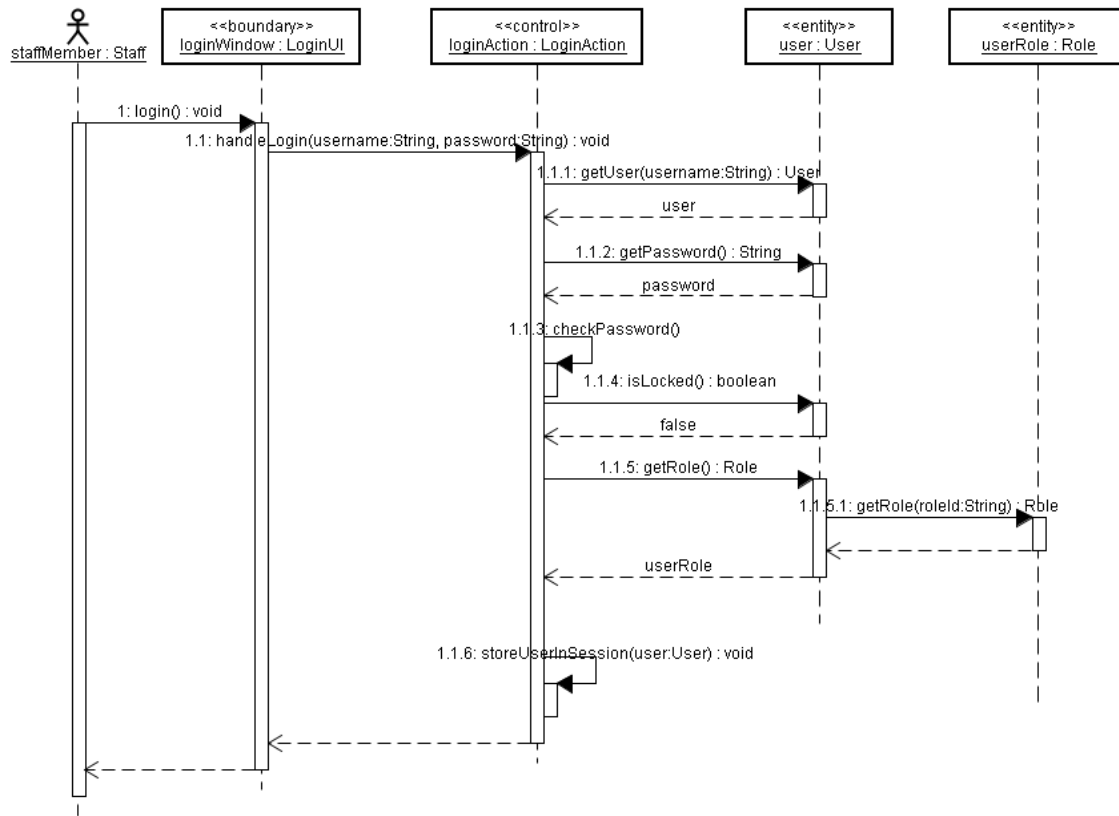 <<boundary>>
<<control>>
<<entity>>
<<entity>>
staffMember : Staff
loginWindow : LoginUI
loginAction : LoginAction
user : User
userRole : Role
1: login() : void
1.1: handleLogin(username:String, password:String) : void
1.1.1: getUser(username:String) : User
user
1.1.2: getPassword() : String
password
1.1.3: checkPassword()
1.1.4: isLocked() : boolean
false
1.1.5: getRole() : Role
1.1.5.1: getRole(roleId:String) : Role
userRole
1.1.6: storeUserInSession(user:User) : void